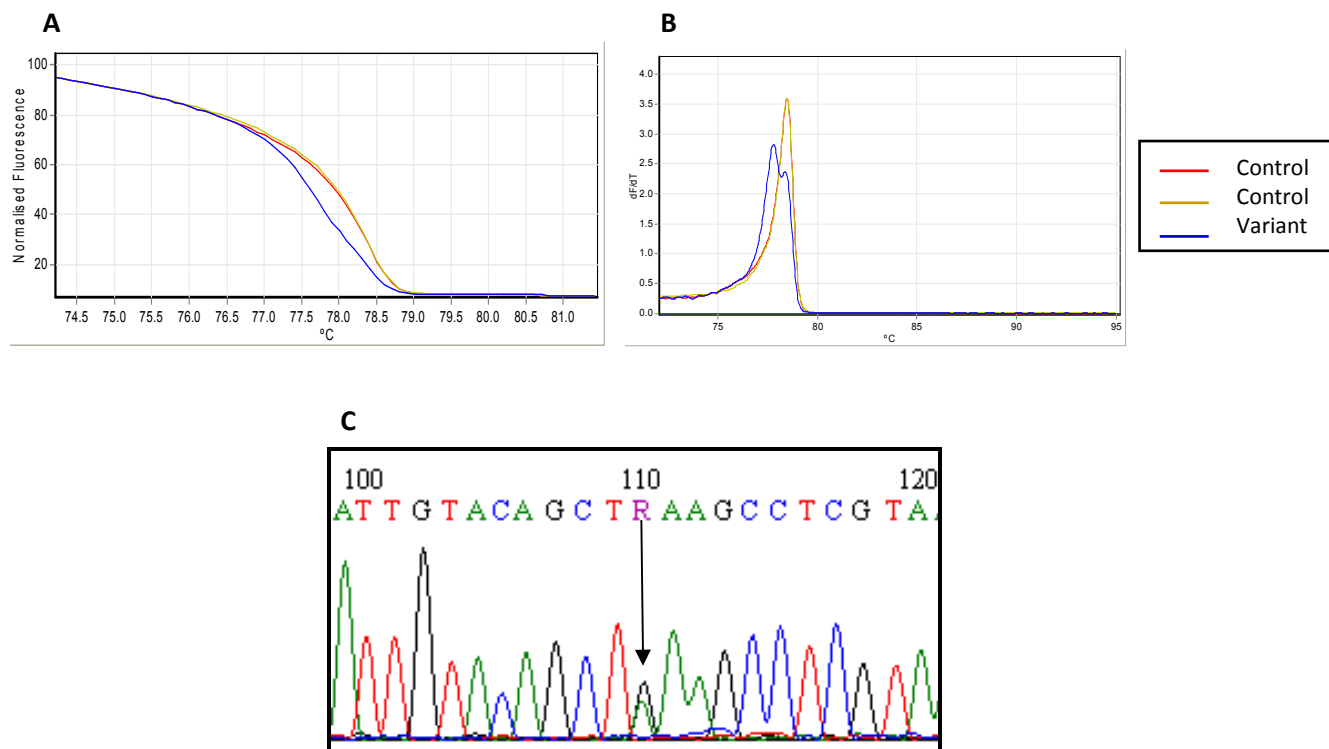 A
Normalised Fluorescence
100
80
60
40
20
74.5 75.0 75.5 76.0 76.5 77.0 77.5 78.0 78.5 79.0 79.5 80.0 80.5 81.0
ºC
B
dF/dT
4.0
3.5
3.0
2.5
2.0
1.5
1.0
0.5
0.0
75 80 85 90 95
ºC
Control
Control
Variant
C
100 110 120
A T T G T A C A G C T R A A G C C T C G T A A